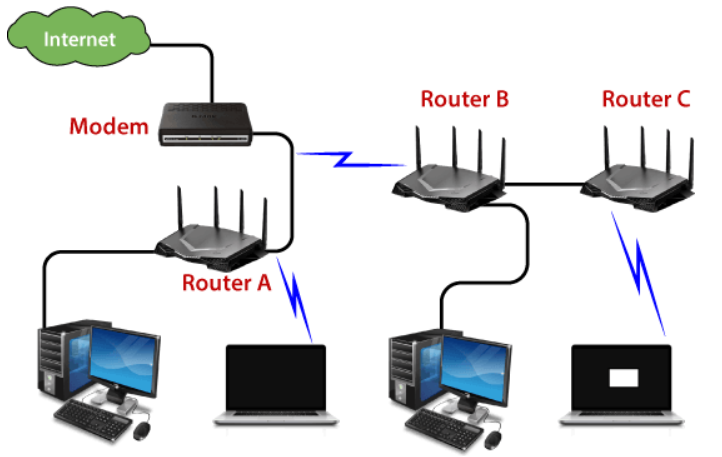 Internet
Modem
Router B
Router C
Router A